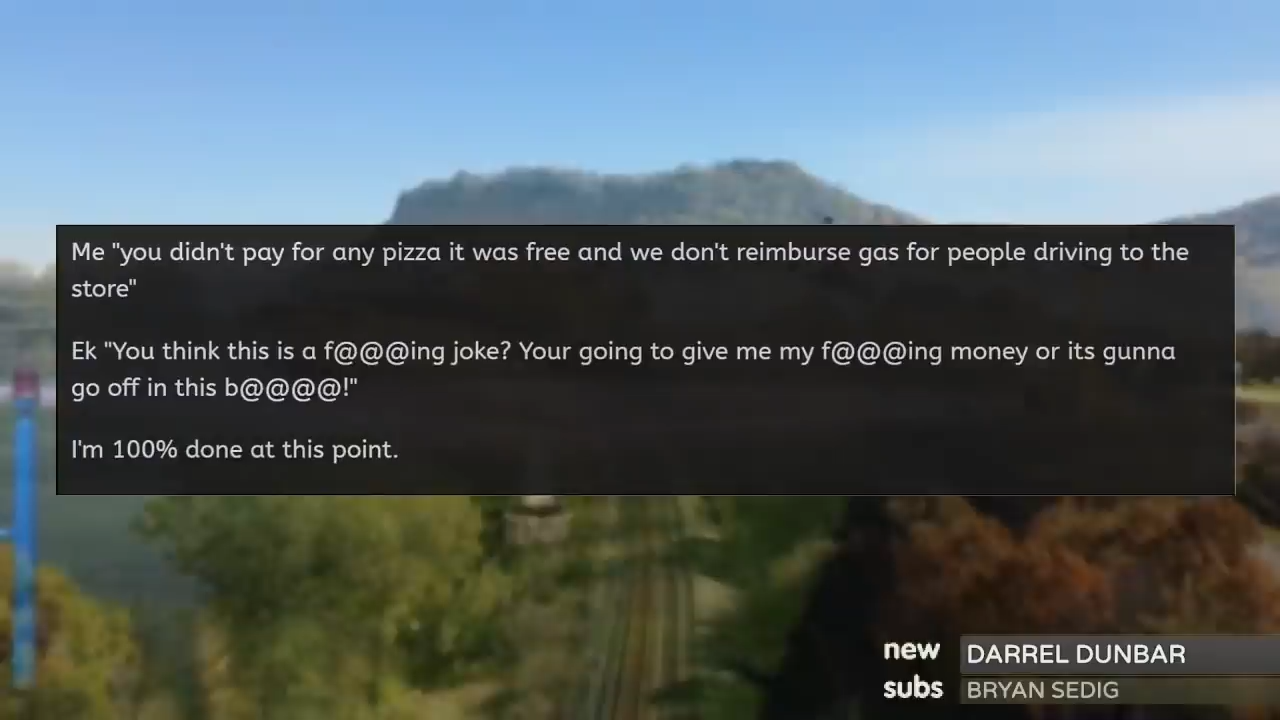 Me "you didn't pay for any pizza it was free and we don't reimburse gas for people driving to the
store"
Ek "You think this is a f@@@ing joke? Your going to give me my f@@@ing money or its gunna
go off in this b@@@@!"
I'm 100% done at this point.
new
subs
DARREL DUNBAR
BRYAN SEDIG